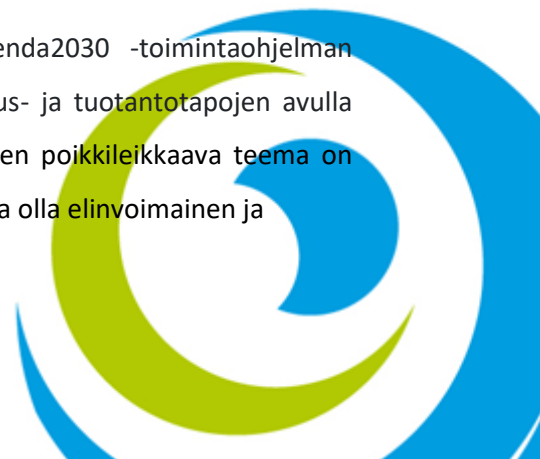 enda2030 -toimintaohjelman
us- ja tuotantotapojen avulla
en poikkileikkaava teema on
a olla elinvoimainen ja